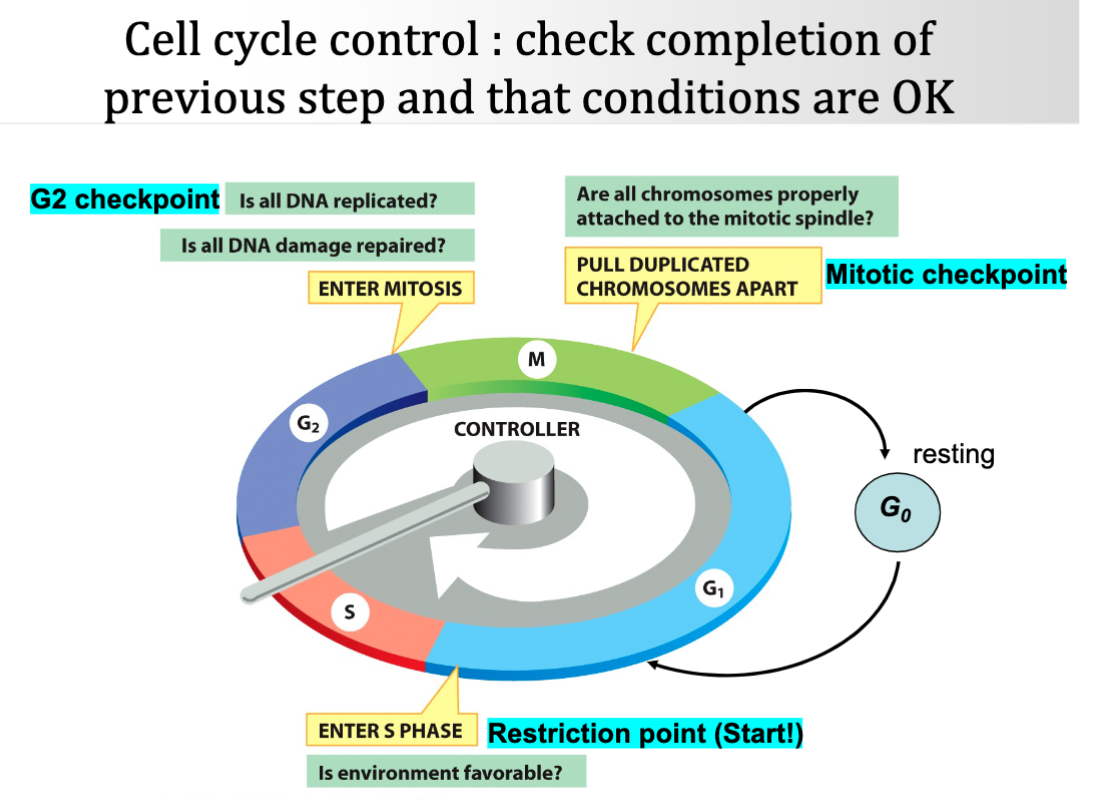 Cell cycle control : check completion of
previous step and that conditions are OK
G2 checkpoint
Is all DNA replicated?
Is all DNA damage repaired?
ENTER MITOSIS
Are all chromosomes properly
attached to the mitotic spindle?
PULL DUPLICATED
CHROMOSOMES APART
Mitotic checkpoint
M
G₂
CONTROLLER
resting
G₀
G₁
S
ENTER S PHASE
Restriction point (Start!)
Is environment favorable?